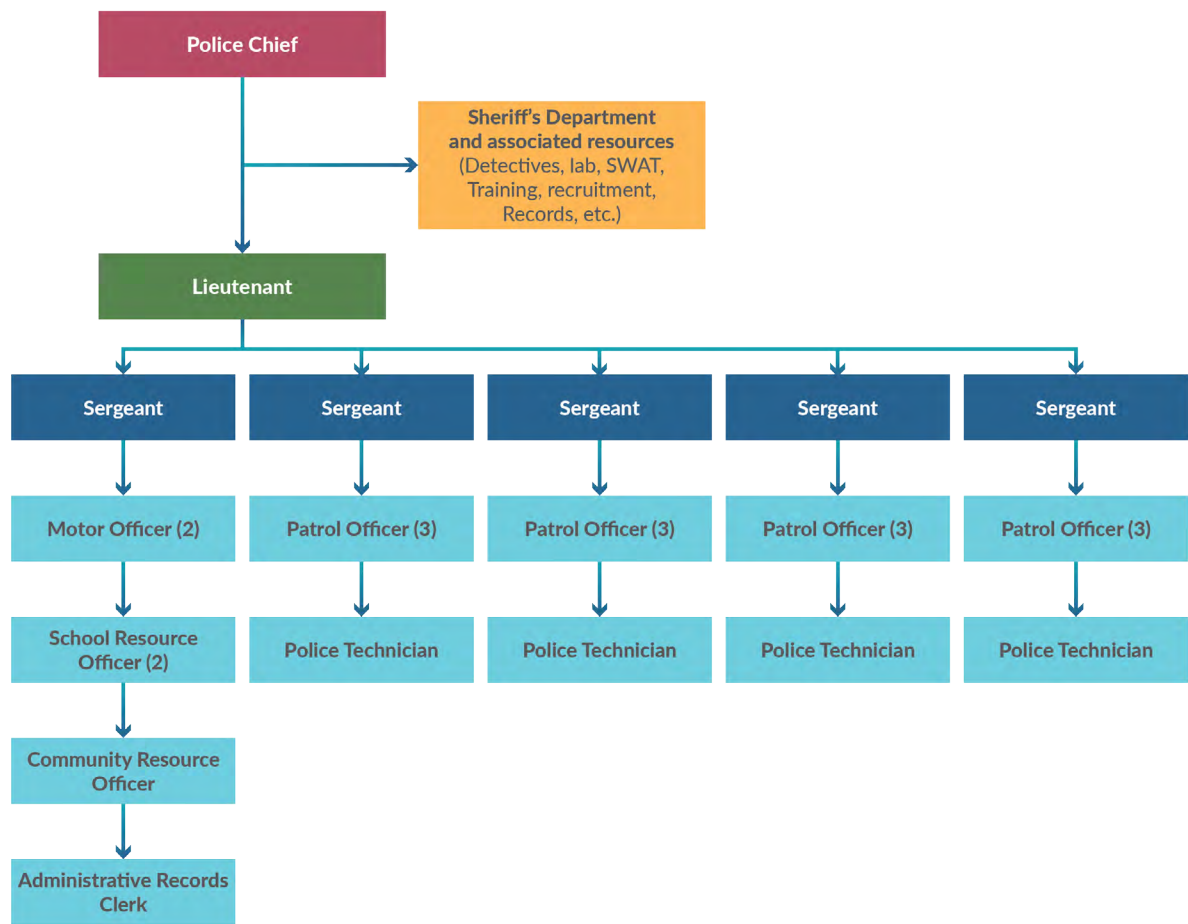 Police Chief
Sheriff's Department
and associated resources
(Detectives, lab, SWAT,
Training, recruitment,
Records, etc.)
Lieutenant
Sergeant
Sergeant
Sergeant
Sergeant
Sergeant
Motor Officer (2)
Patrol Officer (3)
Patrol Officer (3)
Patrol Officer (3)
Patrol Officer (3)
School Resource
Officer (2)
Police Technician
Police Technician
Police Technician
Police Technician
Community Resource
Officer
Administrative Records
Clerk